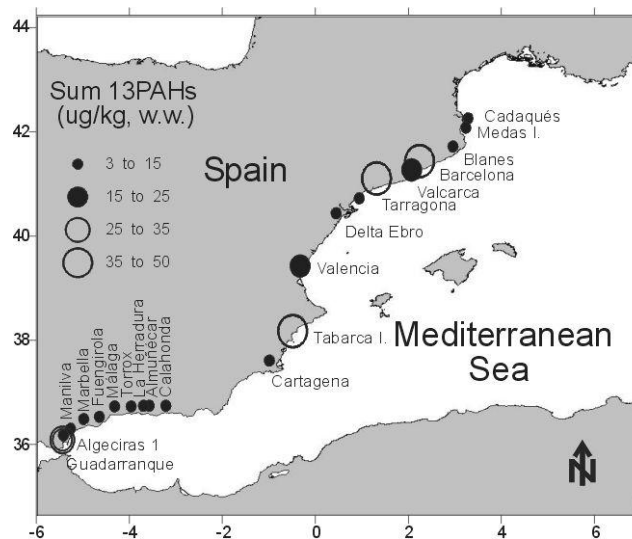 44
42
40
38
36
-6
-4
-2
0
2
4
6
Sum 13PAHs
(ug/kg, w.w.)
3 to 15
15 to 25
25 to 35
35 to 50
Spain
Cadaqués
Medas I.
Blanes
Barcelona
Valcarca
Tarragona
Delta Ebro
Valencia
Tabarca I.
Mediterranean
Sea
Cartagena
Manilva
Marbella
Fuengirola
Málaga
Torrox
La Herradura
Almuñécar
Calahonda
Algeciras 1
Guadarranque
N